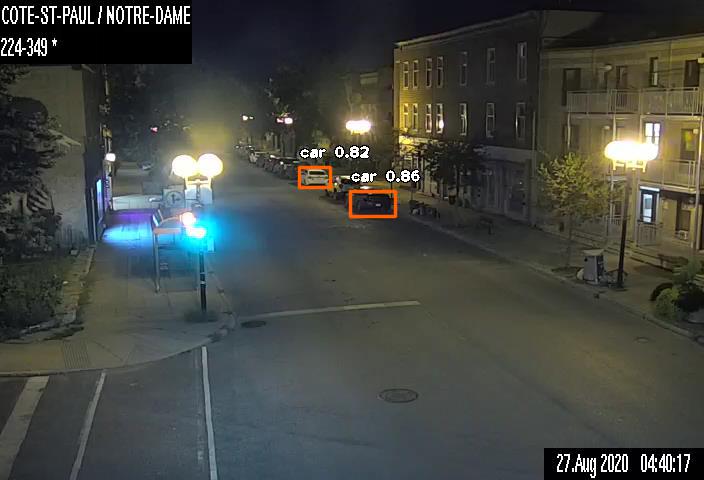 COTE-ST-PAUL / NOTRE-DAME
224-349 *
car 0.82
car 0.86
27.Aug 2020 04:40:17